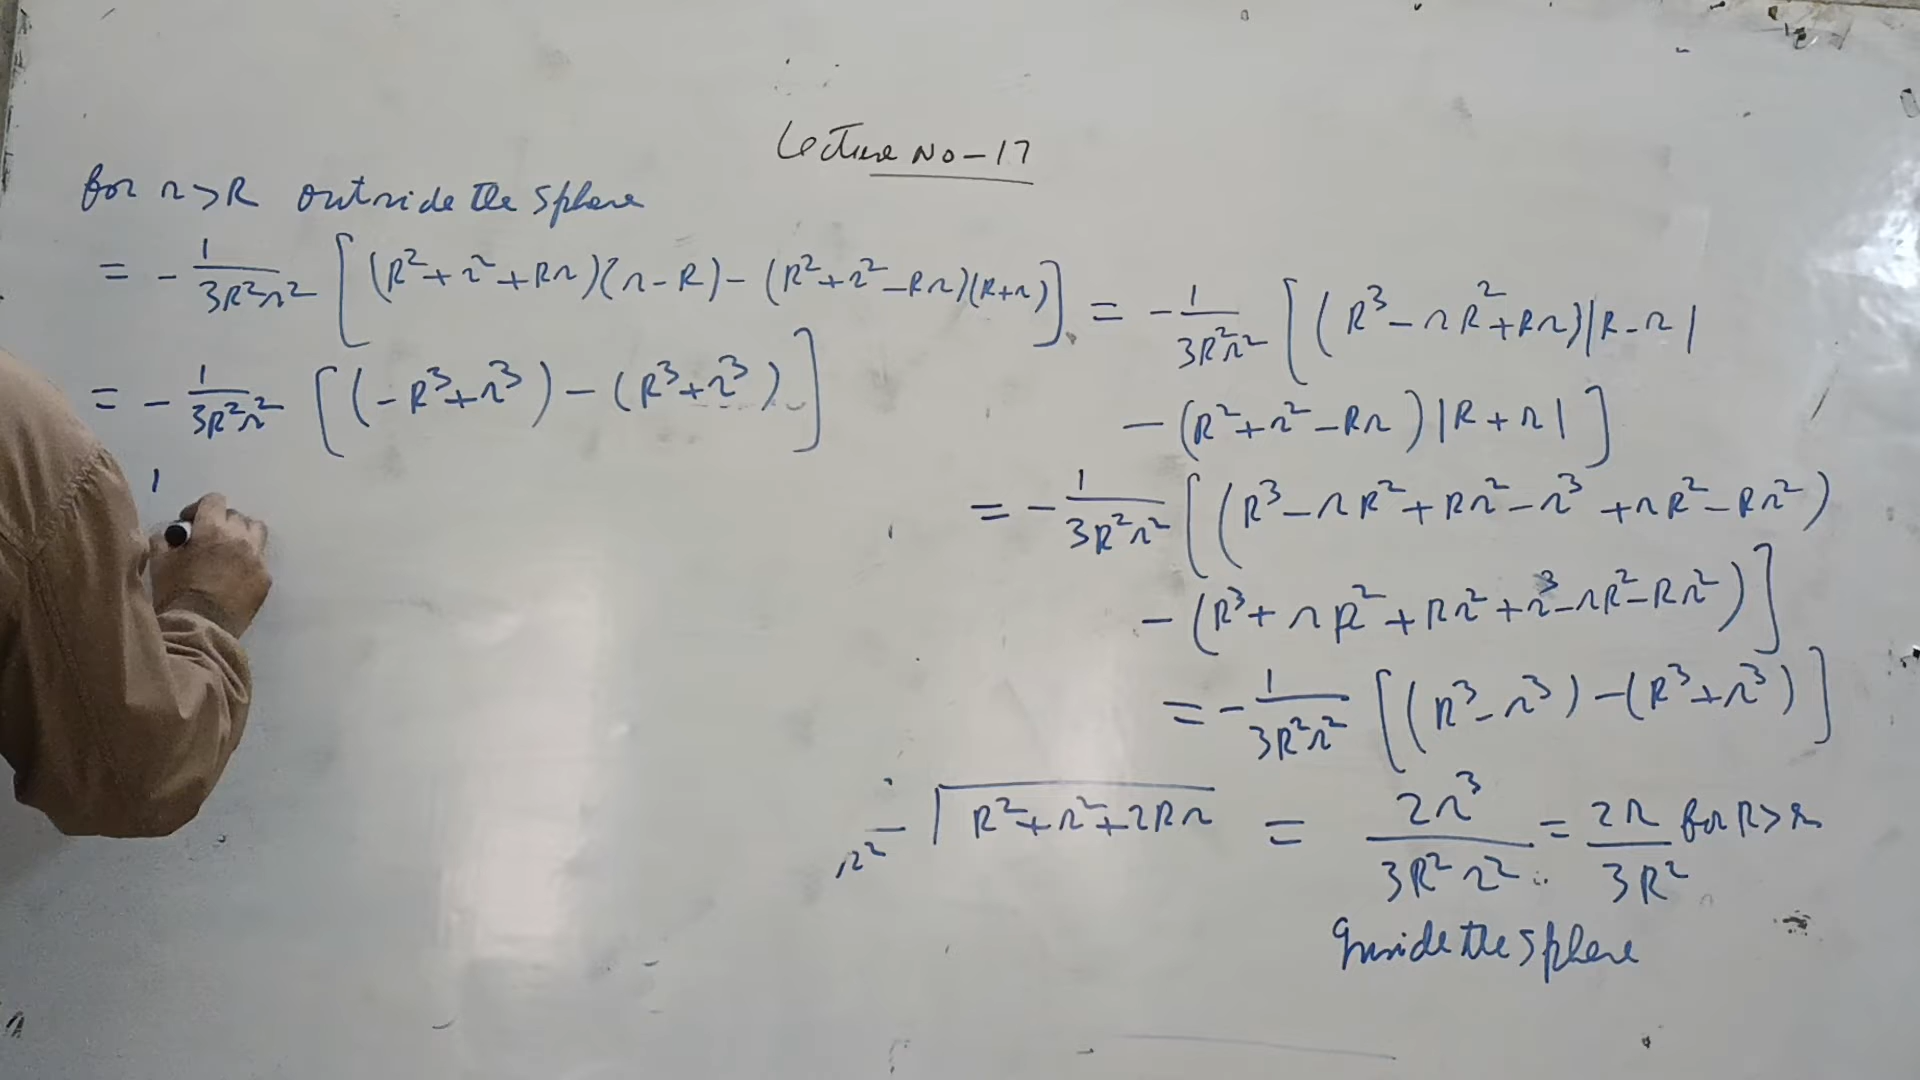 Lecture No-17
for r>R outside the sphere
= - 1/3R²r² [(R²+r²+Rr)(r-R)-(R²+r²-Rr)(R+r)]
= - 1/3R²r² [(-R³+r³)-(R³+r³)]
1
= - 1/3R²r² [(R³-rR²+Rr)|R-r|
-(R²+r²-Rr)|R+r|]
= - 1/3R²r² [(R³-rR²+Rr²-r³+rR²-Rr²)
-(R³+rR²+Rr²+r³-rR²-Rr²)]
= - 1/3R²r² [(R³-r³)-(R³+r³)]
R²+r²+2Rr = 2r³/3R²r² = 2r/3R² for R>r
Inside the sphere